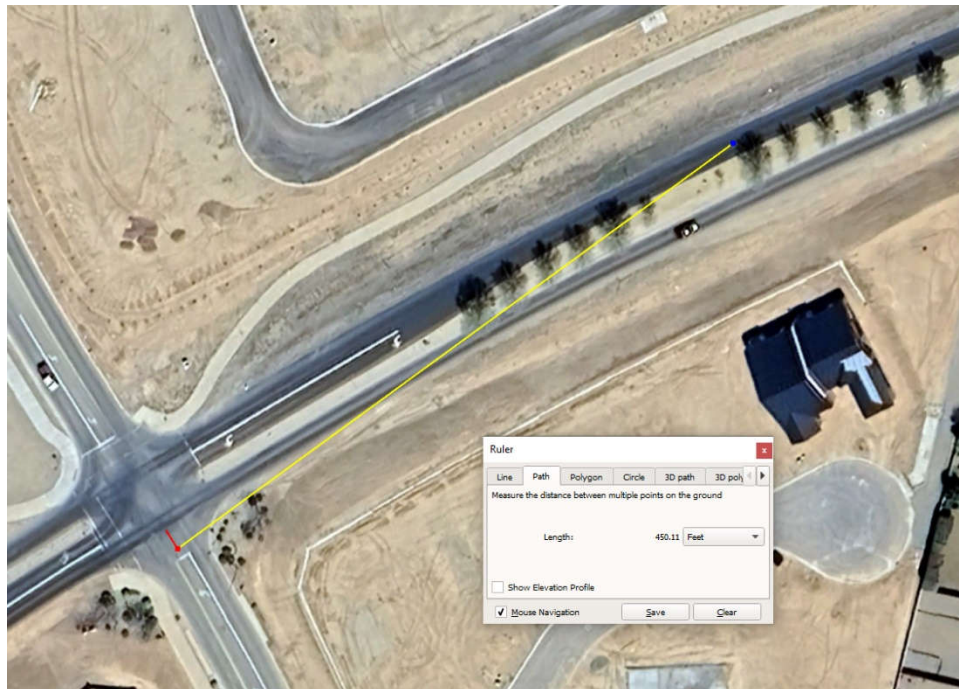 Ruler
x
Line Path Polygon Circle 3D path 3D pol
Measure the distance between multiple points on the ground
Length: 450.11 Feet
Show Elevation Profile
Mouse Navigation Save Clear